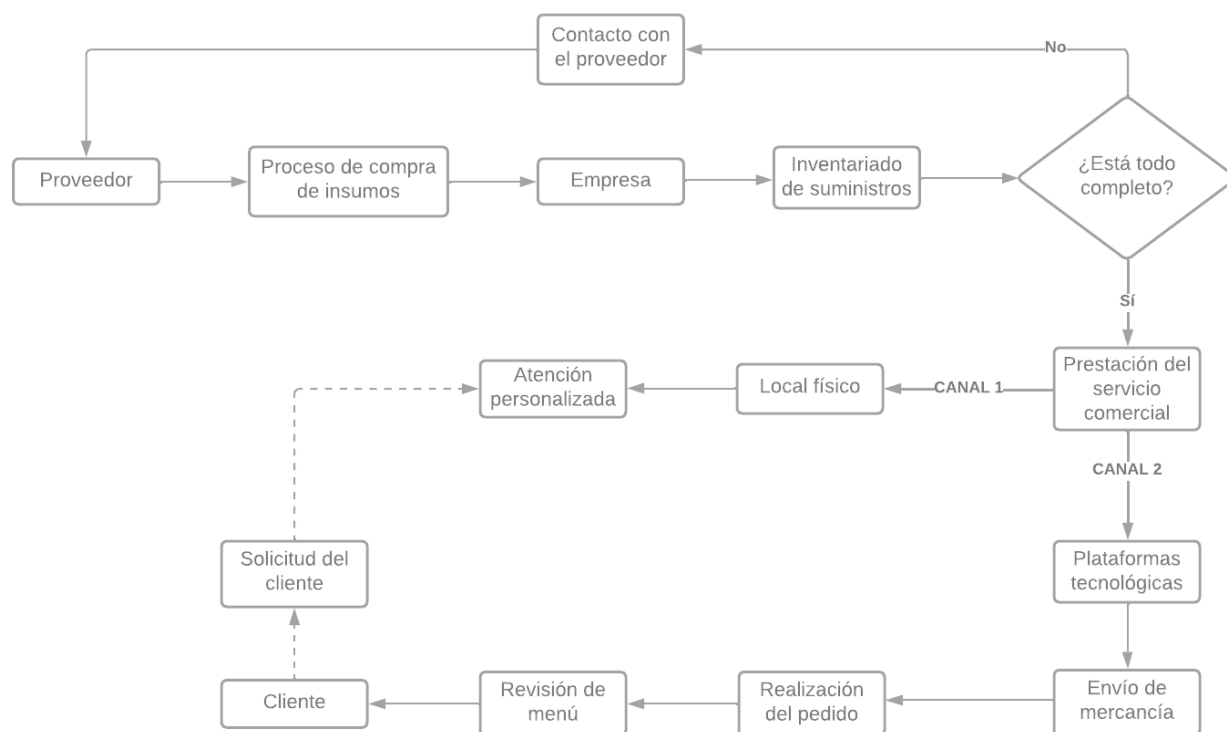 Contacto con
el proveedor
No
Proveedor
Proceso de compra
de insumos
Empresa
Inventariado
de suministros
¿Está todo
completo?
Sí
Atención
personalizada
Local físico
CANAL 1
Prestación del
servicio
comercial
CANAL 2
Solicitud del
cliente
Plataformas
tecnológicas
Cliente
Revisión de
menú
Realización
del pedido
Envío de
mercancía